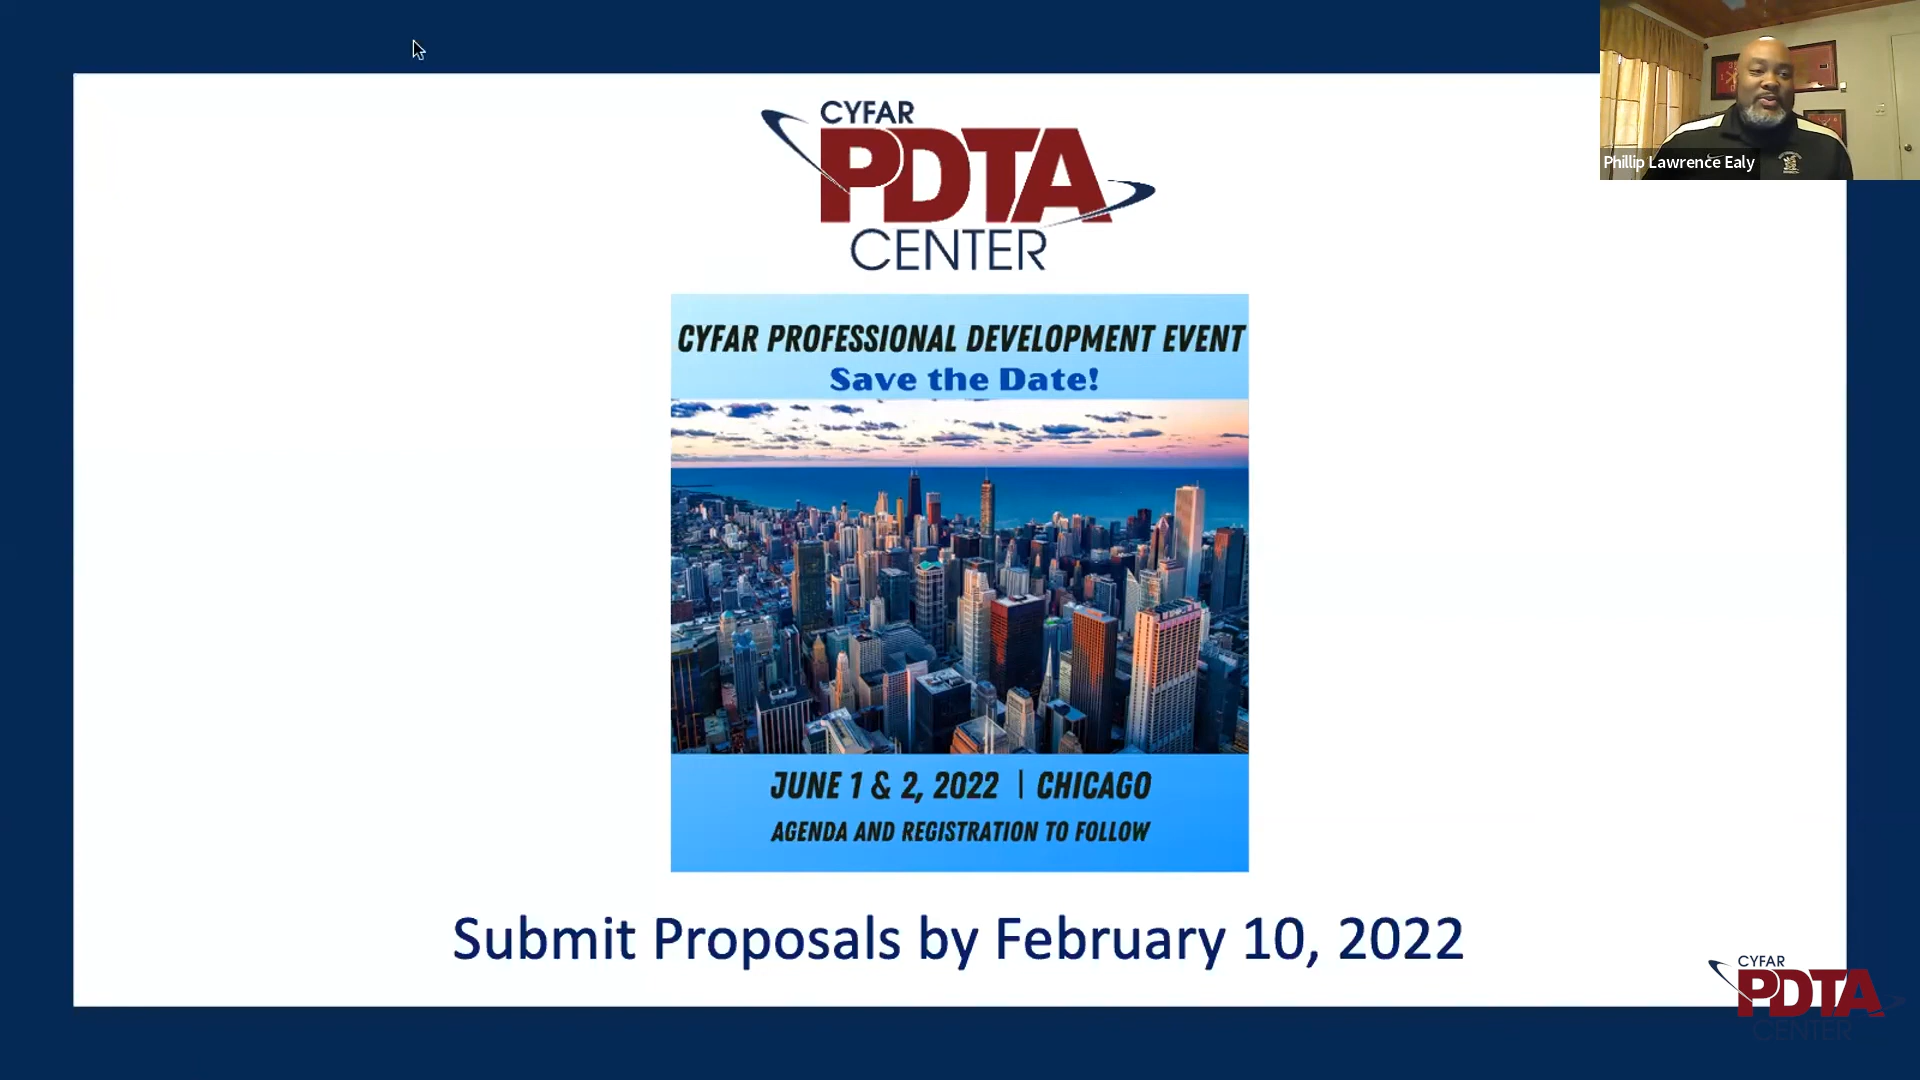 CYFAR
PDTA
CENTER
CYFAR PROFESSIONAL DEVELOPMENT EVENT
Save the Date!
JUNE 1 & 2, 2022 | CHICAGO
AGENDA AND REGISTRATION TO FOLLOW
Submit Proposals by February 10, 2022
Phillip Lawrence Ealy
CYFAR
PDTA
CENTER